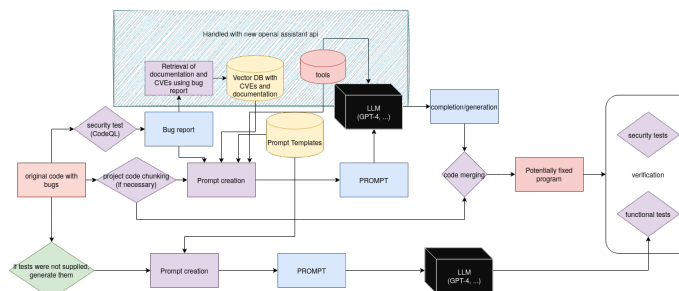 Handled with new openai assistant api
Retrieval of
documentation and
CVEs using bug
report
Vector DB with
CVEs and
documentation
tools
LLM
(GPT-4, ...)
completion/generation
security test
(CodeQL)
Bug report
Prompt Templates
security tests
original code with
bugs
project code chunking
(if necessary)
Prompt creation
PROMPT
code merging
Potentially fixed
program
verification
functional tests
if tests were not supplied,
generate them
Prompt creation
PROMPT
LLM
(GPT-4, ...)